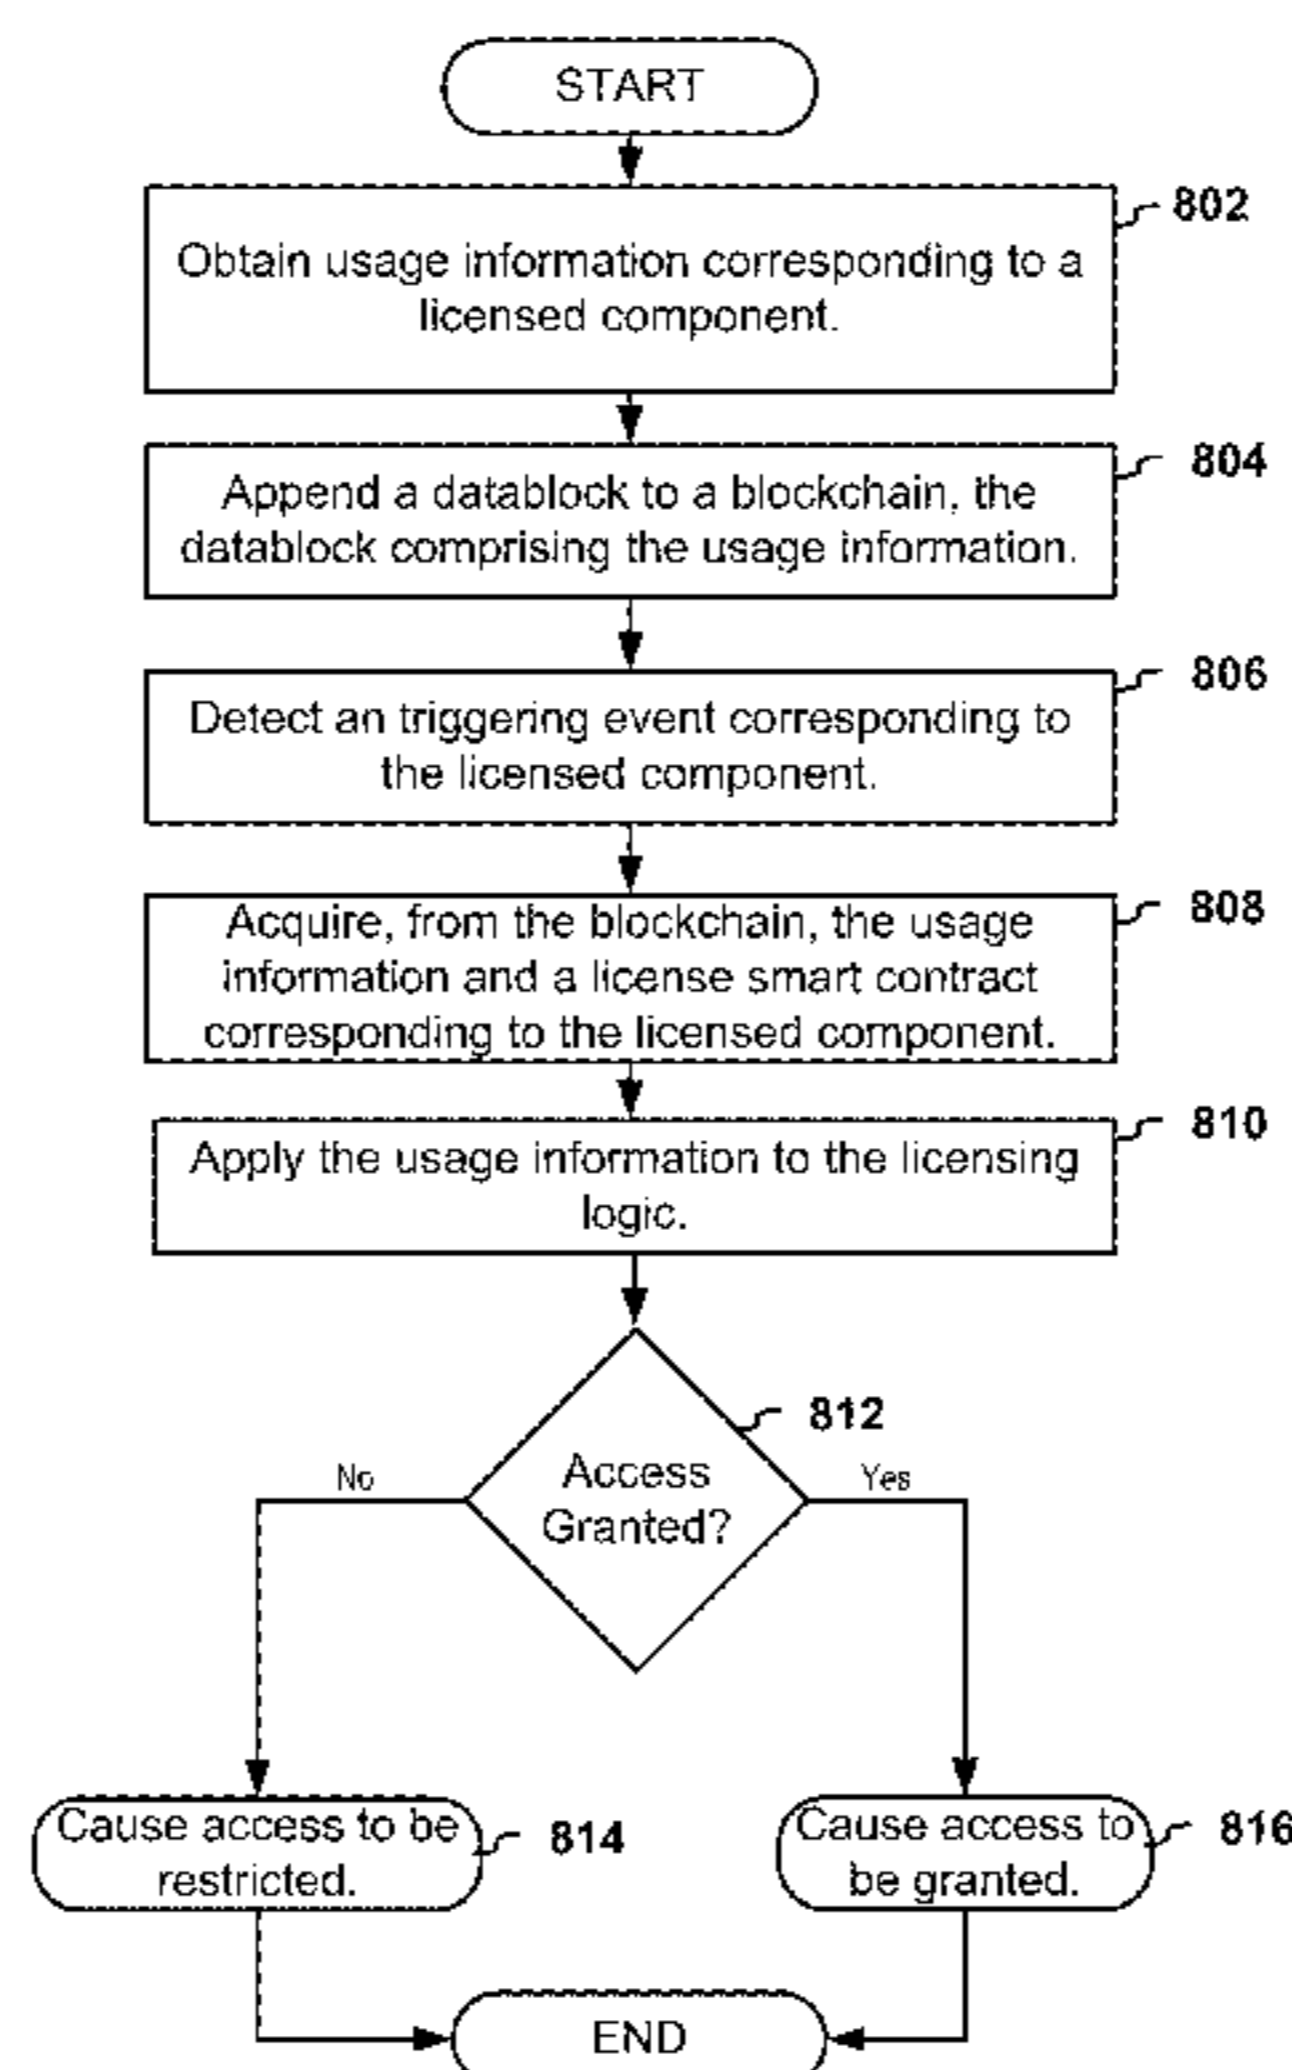 START
802
Obtain usage information corresponding to a
licensed component.
804
Append a datablock to a blockchain, the
datablock comprising the usage information.
806
Detect an triggering event corresponding to
the licensed component.
808
Acquire, from the blockchain, the usage
information and a license smart contract
corresponding to the licensed component.
810
Apply the usage information to the licensing
logic.
812
Access
Granted?
No
Yes
Cause access to be
restricted.
814
Cause access to
be granted.
816
END